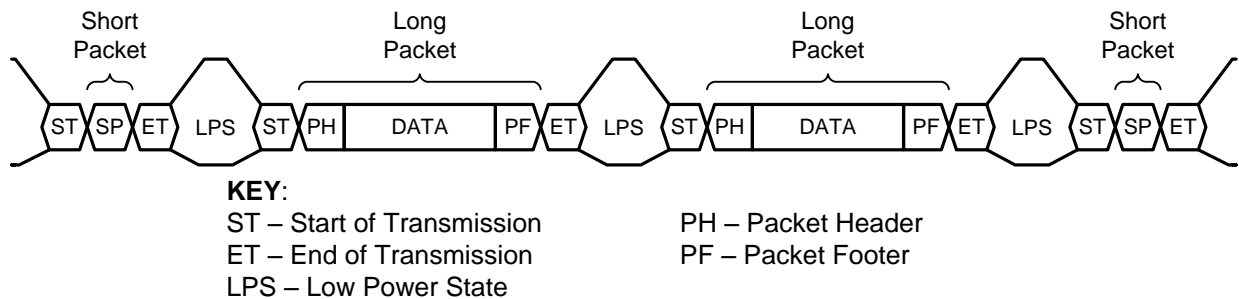 Short Packet
Long Packet
Long Packet
Short Packet
ST SP ET LPS ST PH DATA PF ET LPS ST PH DATA PF ET LPS ST SP ET
KEY:
ST – Start of Transmission
PH – Packet Header
ET – End of Transmission
PF – Packet Footer
LPS – Low Power State